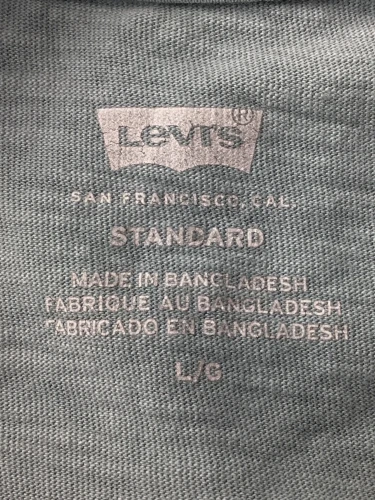 Levi's®
SAN FRANCISCO, CAL.
STANDARD
MADE IN BANGLADESH
FABRIQUE AU BANGLADESH
FABRICADO EN BANGLADESH
L/G